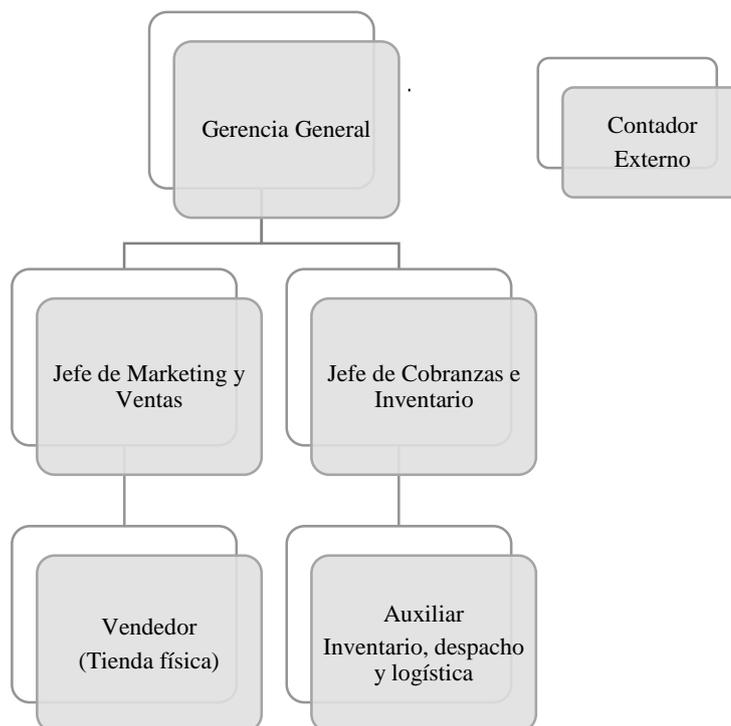 Gerencia General
.
Contador
Externo
Jefe de Marketing y
Ventas
Jefe de Cobranzas e
Inventario
Vendedor
(Tienda física)
Auxiliar
Inventario, despacho
y logística